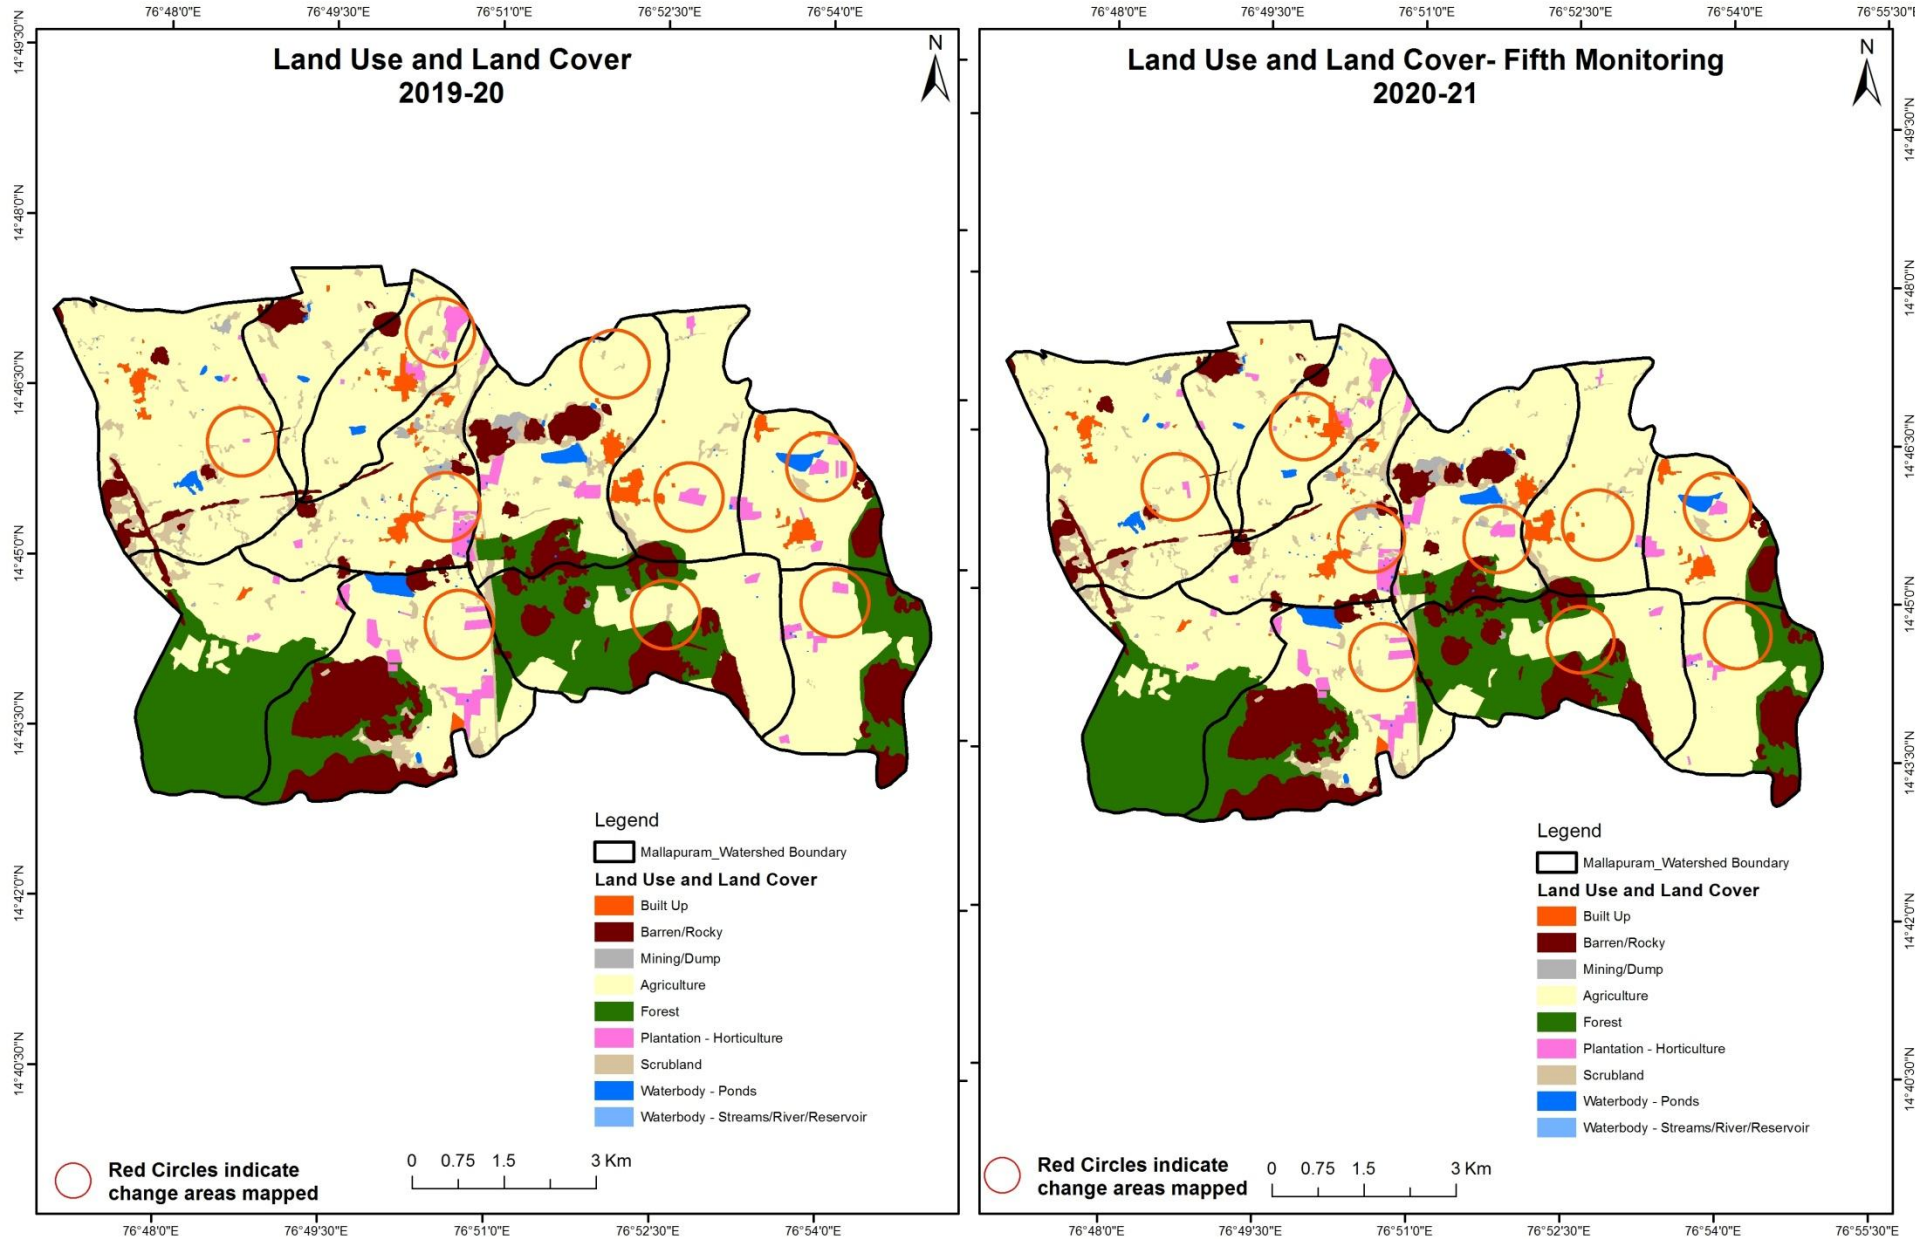 76°48'0"E
76°49'30"E
76°51'0"E
76°52'30"E
76°54'0"E
Land Use and Land Cover
2019-20
N
14°49'30"N
14°48'0"N
14°46'30"N
14°45'0"N
14°43'30"N
14°42'0"N
14°40'30"N
Legend
Mallapuram_Watershed Boundary
Land Use and Land Cover
Built Up
Barren/Rocky
Mining/Dump
Agriculture
Forest
Plantation - Horticulture
Scrubland
Waterbody - Ponds
Waterbody - Streams/River/Reservoir
Red Circles indicate
change areas mapped
0 0.75 1.5 3 Km
76°48'0"E
76°49'30"E
76°51'0"E
76°52'30"E
76°54'0"E
76°48'0"E
76°49'30"E
76°51'0"E
76°52'30"E
76°54'0"E
76°55'30"E
Land Use and Land Cover- Fifth Monitoring
2020-21
N
14°49'30"N
14°48'0"N
14°46'30"N
14°45'0"N
14°43'30"N
14°42'0"N
14°40'30"N
Legend
Mallapuram_Watershed Boundary
Land Use and Land Cover
Built Up
Barren/Rocky
Mining/Dump
Agriculture
Forest
Plantation - Horticulture
Scrubland
Waterbody - Ponds
Waterbody - Streams/River/Reservoir
Red Circles indicate
change areas mapped
0 0.75 1.5 3 Km
76°48'0"E
76°49'30"E
76°51'0"E
76°52'30"E
76°54'0"E
76°55'30"E